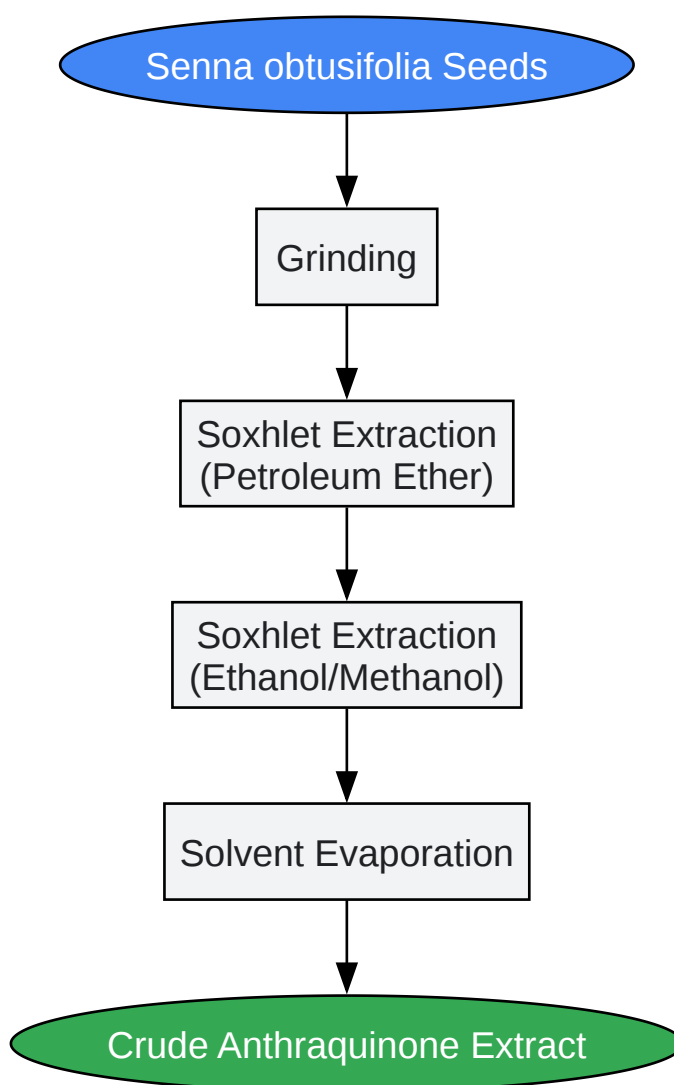 Senna obtusifolia Seeds
Grinding
Soxhlet Extraction
(Petroleum Ether)
Soxhlet Extraction
(Ethanol/Methanol)
Solvent Evaporation
Crude Anthraquinone Extract